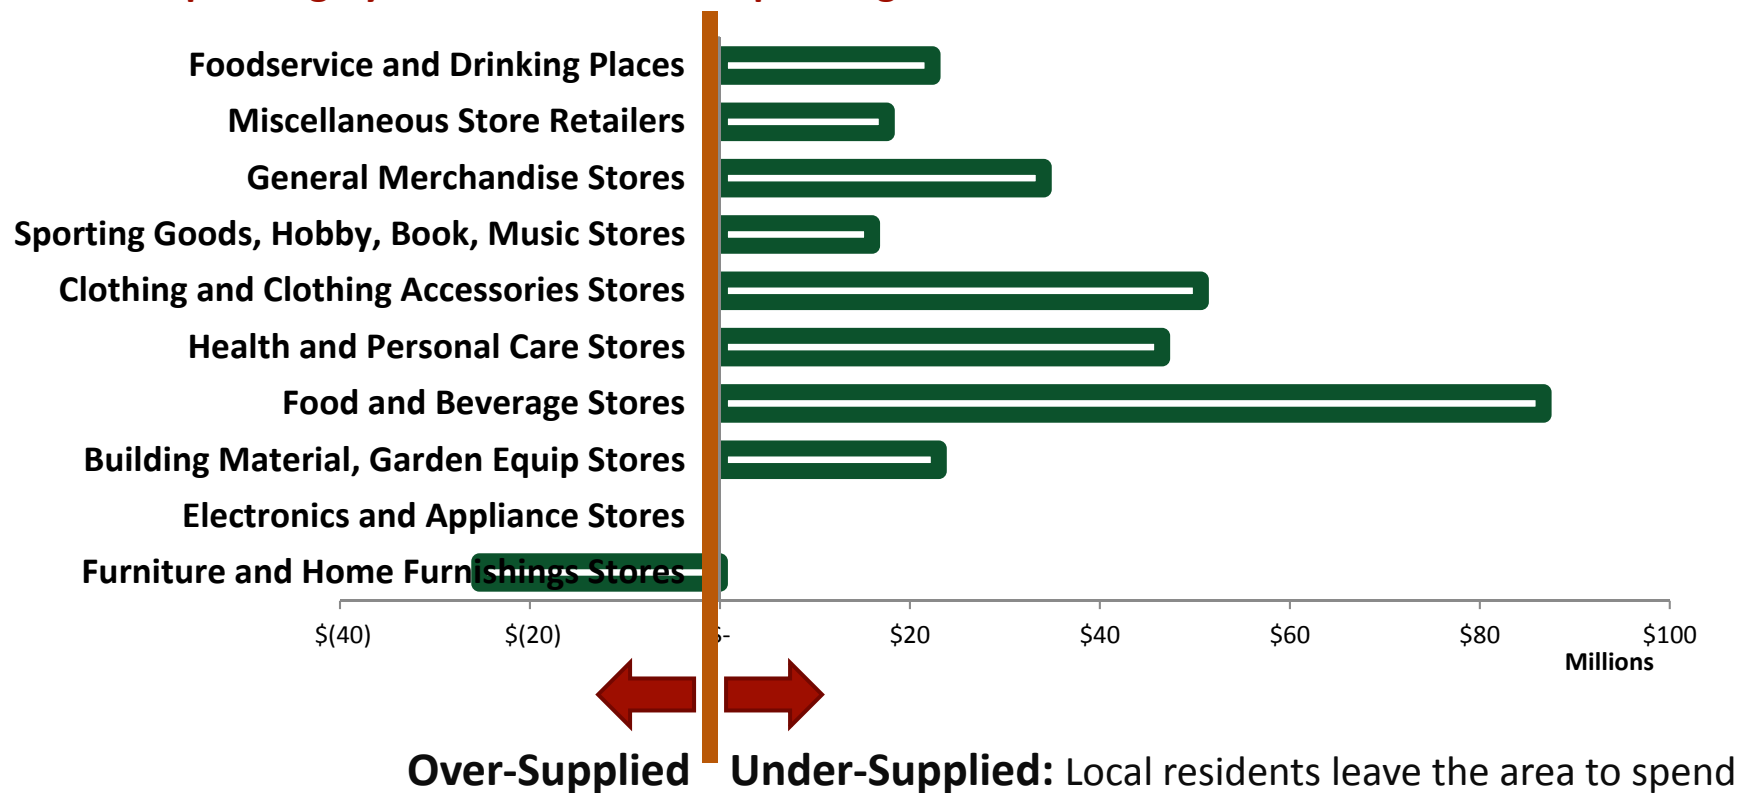 Foodservice and Drinking Places
Miscellaneous Store Retailers
General Merchandise Stores
Sporting Goods, Hobby, Book, Music Stores
Clothing and Clothing Accessories Stores
Health and Personal Care Stores
Food and Beverage Stores
Building Material, Garden Equip Stores
Electronics and Appliance Stores
Furniture and Home Furnishings Stores
$(40) $(20) $- $20 $40 $60 $80 $100
Millions
Over-Supplied Under-Supplied: Local residents leave the area to spend